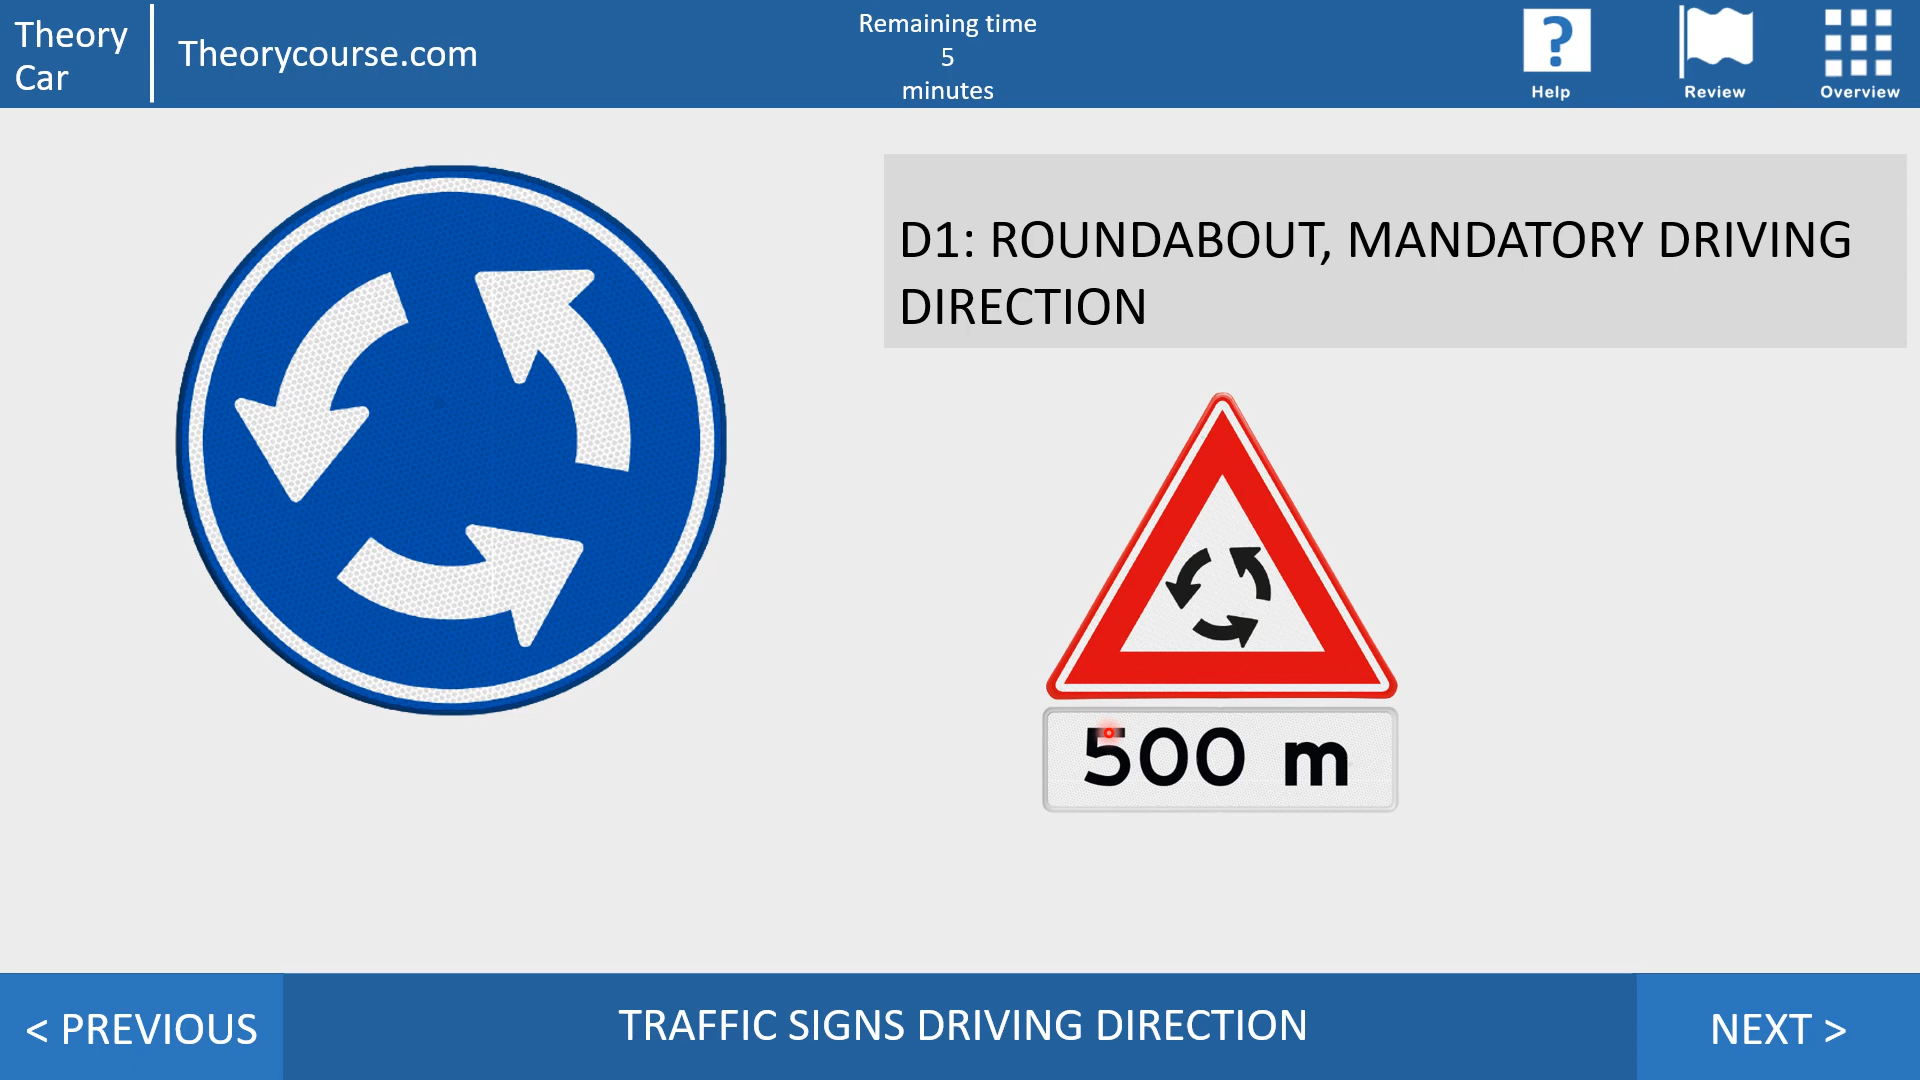 Theory
Car
Theorycourse.com
Remaining time
5
minutes
?
Help
Review
Overview
D1: ROUNDABOUT, MANDATORY DRIVING
DIRECTION
500 m
< PREVIOUS
TRAFFIC SIGNS DRIVING DIRECTION
NEXT >